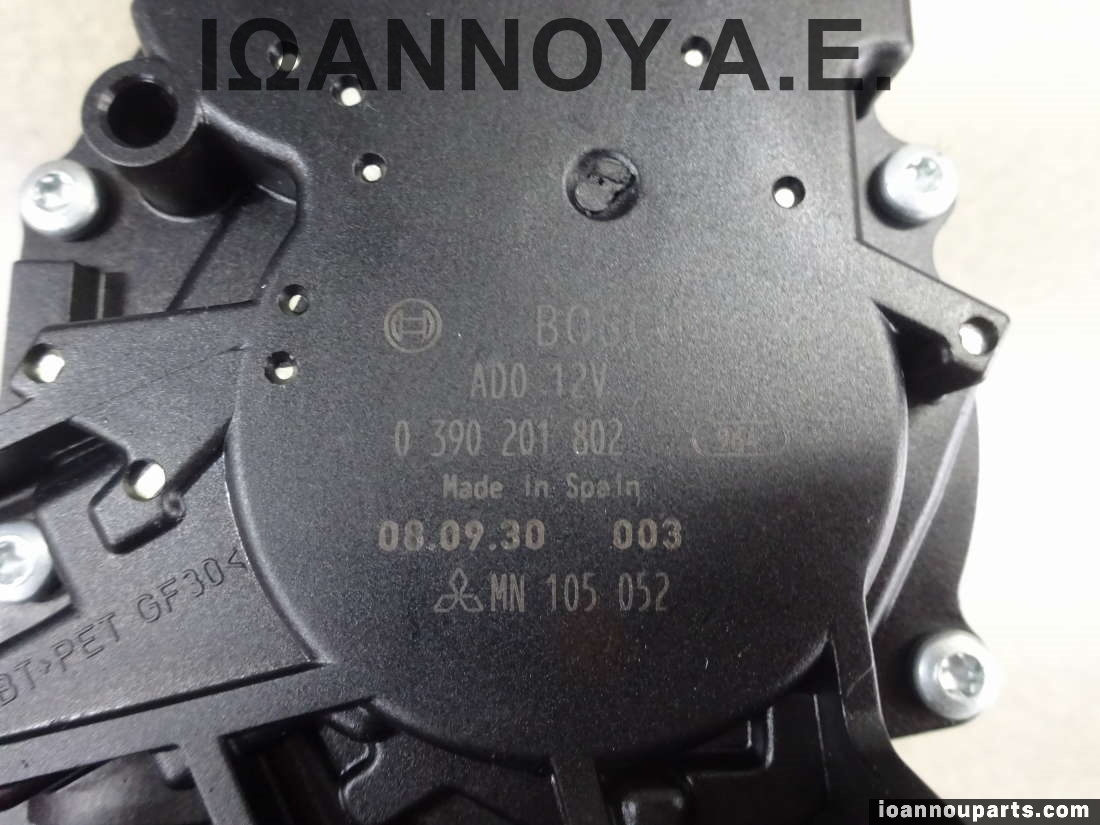 ΙΩΑΝΝΟΥ Α.Ε.
BOSCH
AD0 12V
0 390 201 802
Made in Spain
08.09.30 003
MN 105 052
PET GF30<
ioannouparts.com